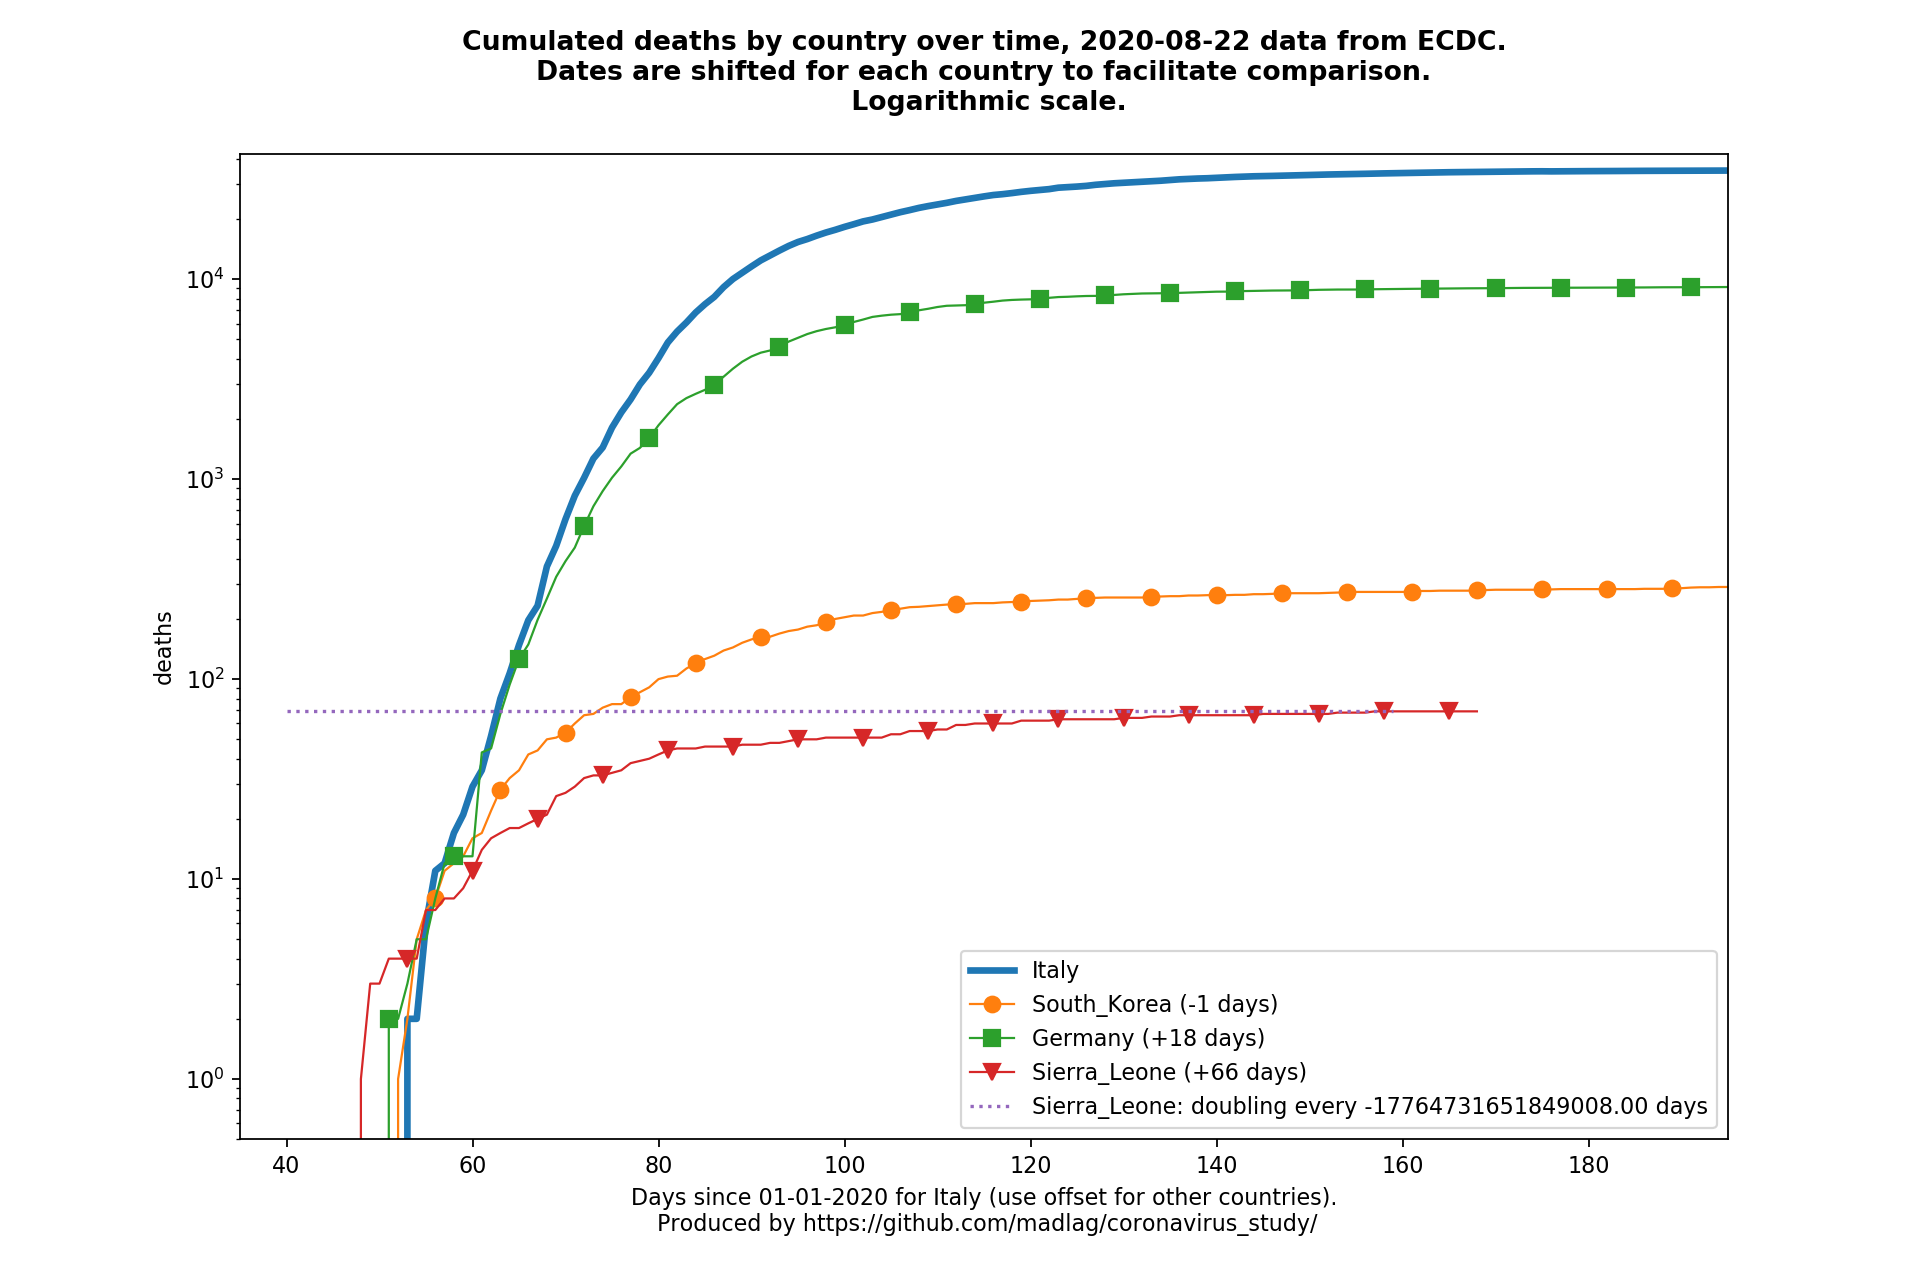 Cumulated deaths by country over time, 2020-08-22 data from ECDC.
Dates are shifted for each country to facilitate comparison.
Logarithmic scale.
10^4
10^3
10^2
10^1
10^0
deaths
Italy
South_Korea (-1 days)
Germany (+18 days)
Sierra_Leone (+66 days)
Sierra_Leone: doubling every -17764731651849008.00 days
40 60 80 100 120 140 160 180
Days since 01-01-2020 for Italy (use offset for other countries).
Produced by https://github.com/madlag/coronavirus_study/